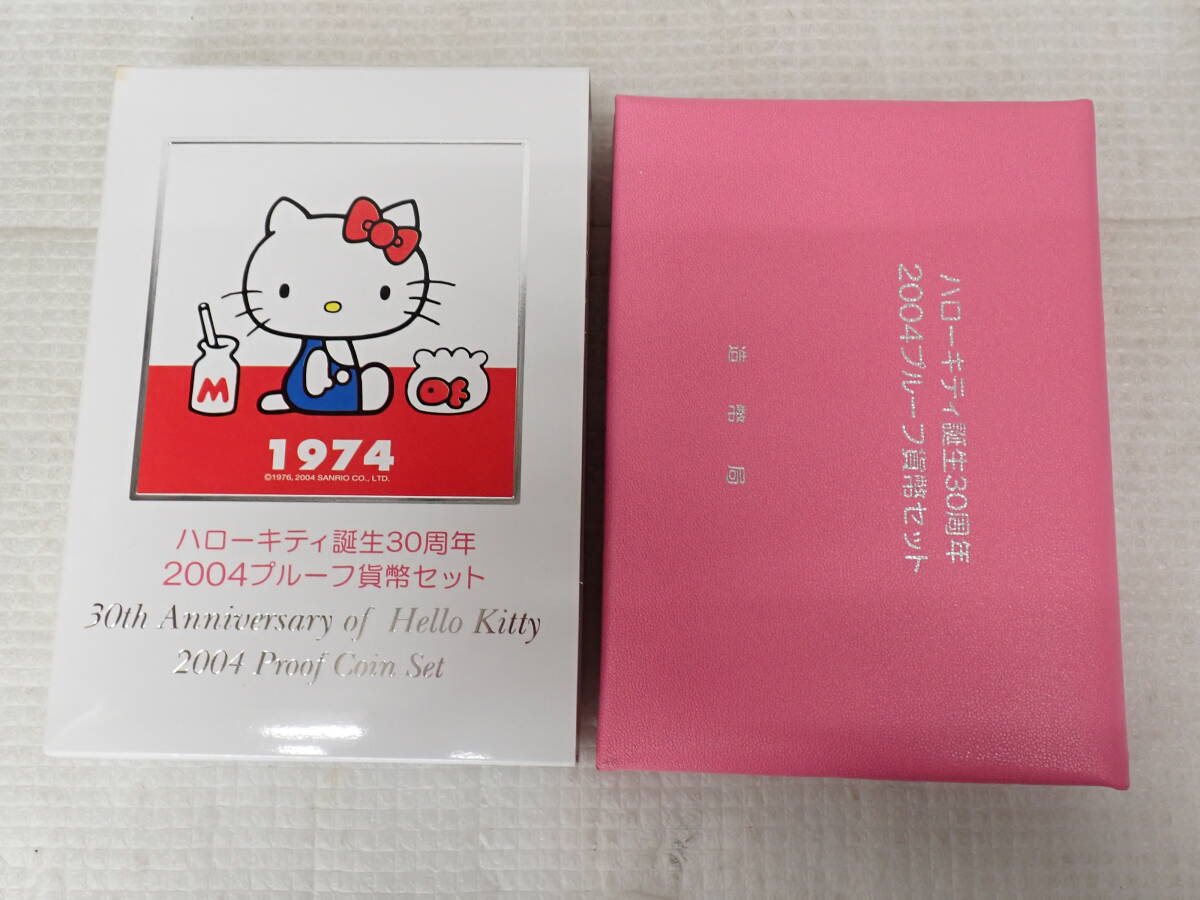 M
1974
©1976, 2004 SANRIO CO., LTD.
ハローキティ誕生30周年
2004プルーフ貨幣セット
30th Anniversary of Hello Kitty
2004 Proof Coin Set
ハローキティ誕生30周年
2004プルーフ貨幣セット
造幣局